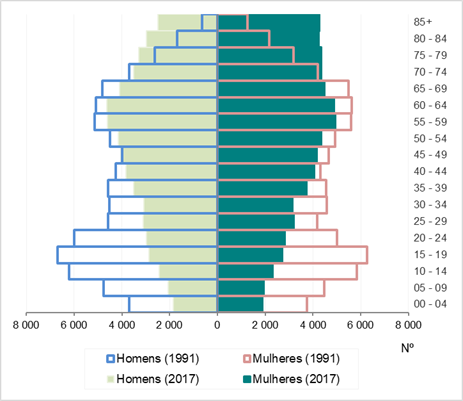 85+
80 - 84
75 - 79
70 - 74
65 - 69
60 - 64
55 - 59
50 - 54
45 - 49
40 - 44
35 - 39
30 - 34
25 - 29
20 - 24
15 - 19
10 - 14
05 - 09
00 - 04
8 000 6 000 4 000 2 000 0 2 000 4 000 6 000 8 000
Nº
Homens (1991) Mulheres (1991)
Homens (2017) Mulheres (2017)